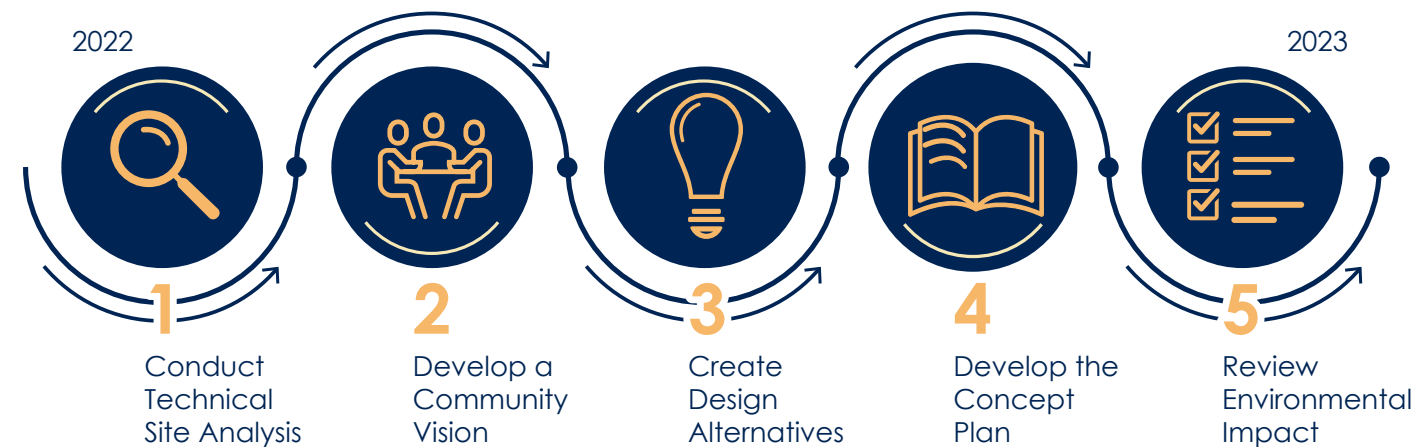 2022
2023
1
Conduct
Technical
Site Analysis
2
Develop a
Community
Vision
3
Create
Design
Alternatives
4
Develop the
Concept
Plan
5
Review
Environmental
Impact